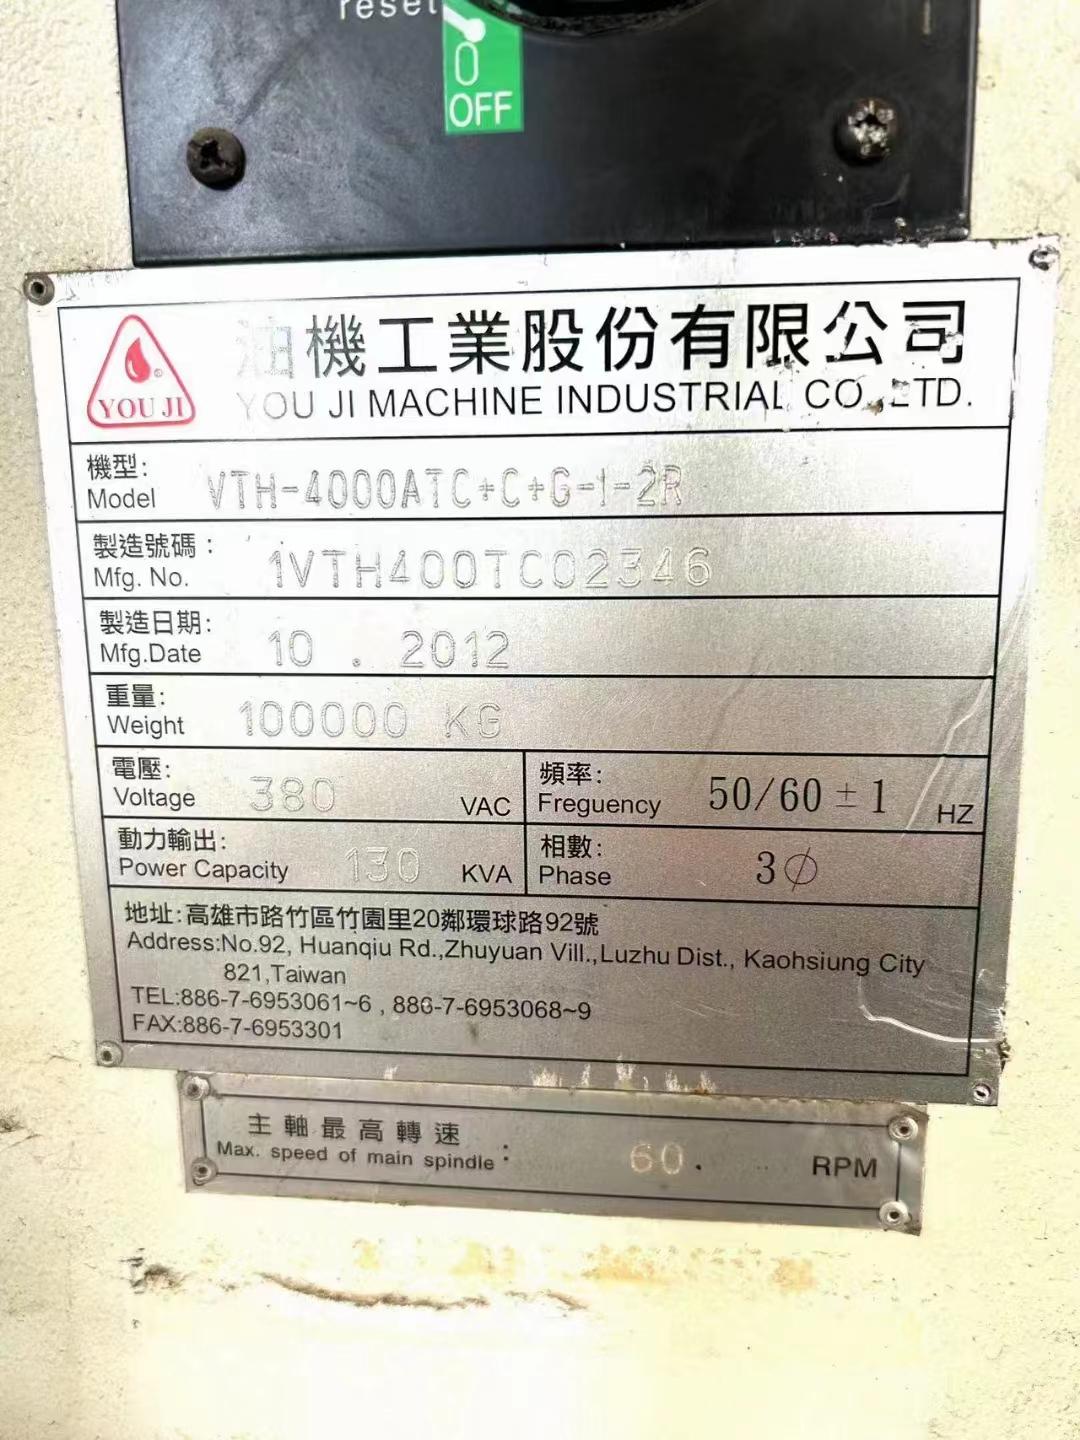 reset
0
OFF
YOU JI
油機工業股份有限公司
YOU JI MACHINE INDUSTRIAL CO.,LTD.
機型:
Model VTH-4000ATC+C+G-1-2R
製造號碼:
Mfg. No. 1VTH400TC02346
製造日期:
Mfg.Date 10 . 2012
重量:
Weight 100000 KG
電壓:
Voltage 380 VAC
頻率:
Freguency 50/60 ± 1 HZ
動力輸出:
Power Capacity 130 KVA
相數:
Phase 3∅
地址:高雄市路竹區竹園里20鄰環球路92號
Address:No.92, Huanqiu Rd.,Zhuyuan Vill.,Luzhu Dist., Kaohsiung City
821,Taiwan
TEL:886-7-6953061~6 , 886-7-6953068~9
FAX:886-7-6953301
主軸最高轉速
Max. speed of main spindle : 60. RPM